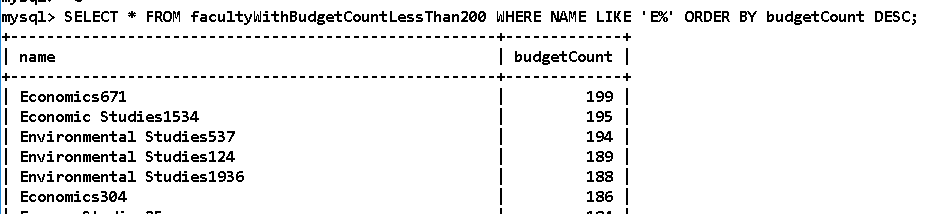 mysql> SELECT * FROM facultyWithBudgetCountLessThan200 WHERE NAME LIKE 'E%' ORDER BY budgetCount DESC;
+-------------------------------------------------+-------------+
| name | budgetCount |
+-------------------------------------------------+-------------+
| Economics671 | 199 |
| Economic Studies1534 | 195 |
| Environmental Studies537 | 194 |
| Environmental Studies124 | 189 |
| Environmental Studies1936 | 188 |
| Economics304 | 186 |